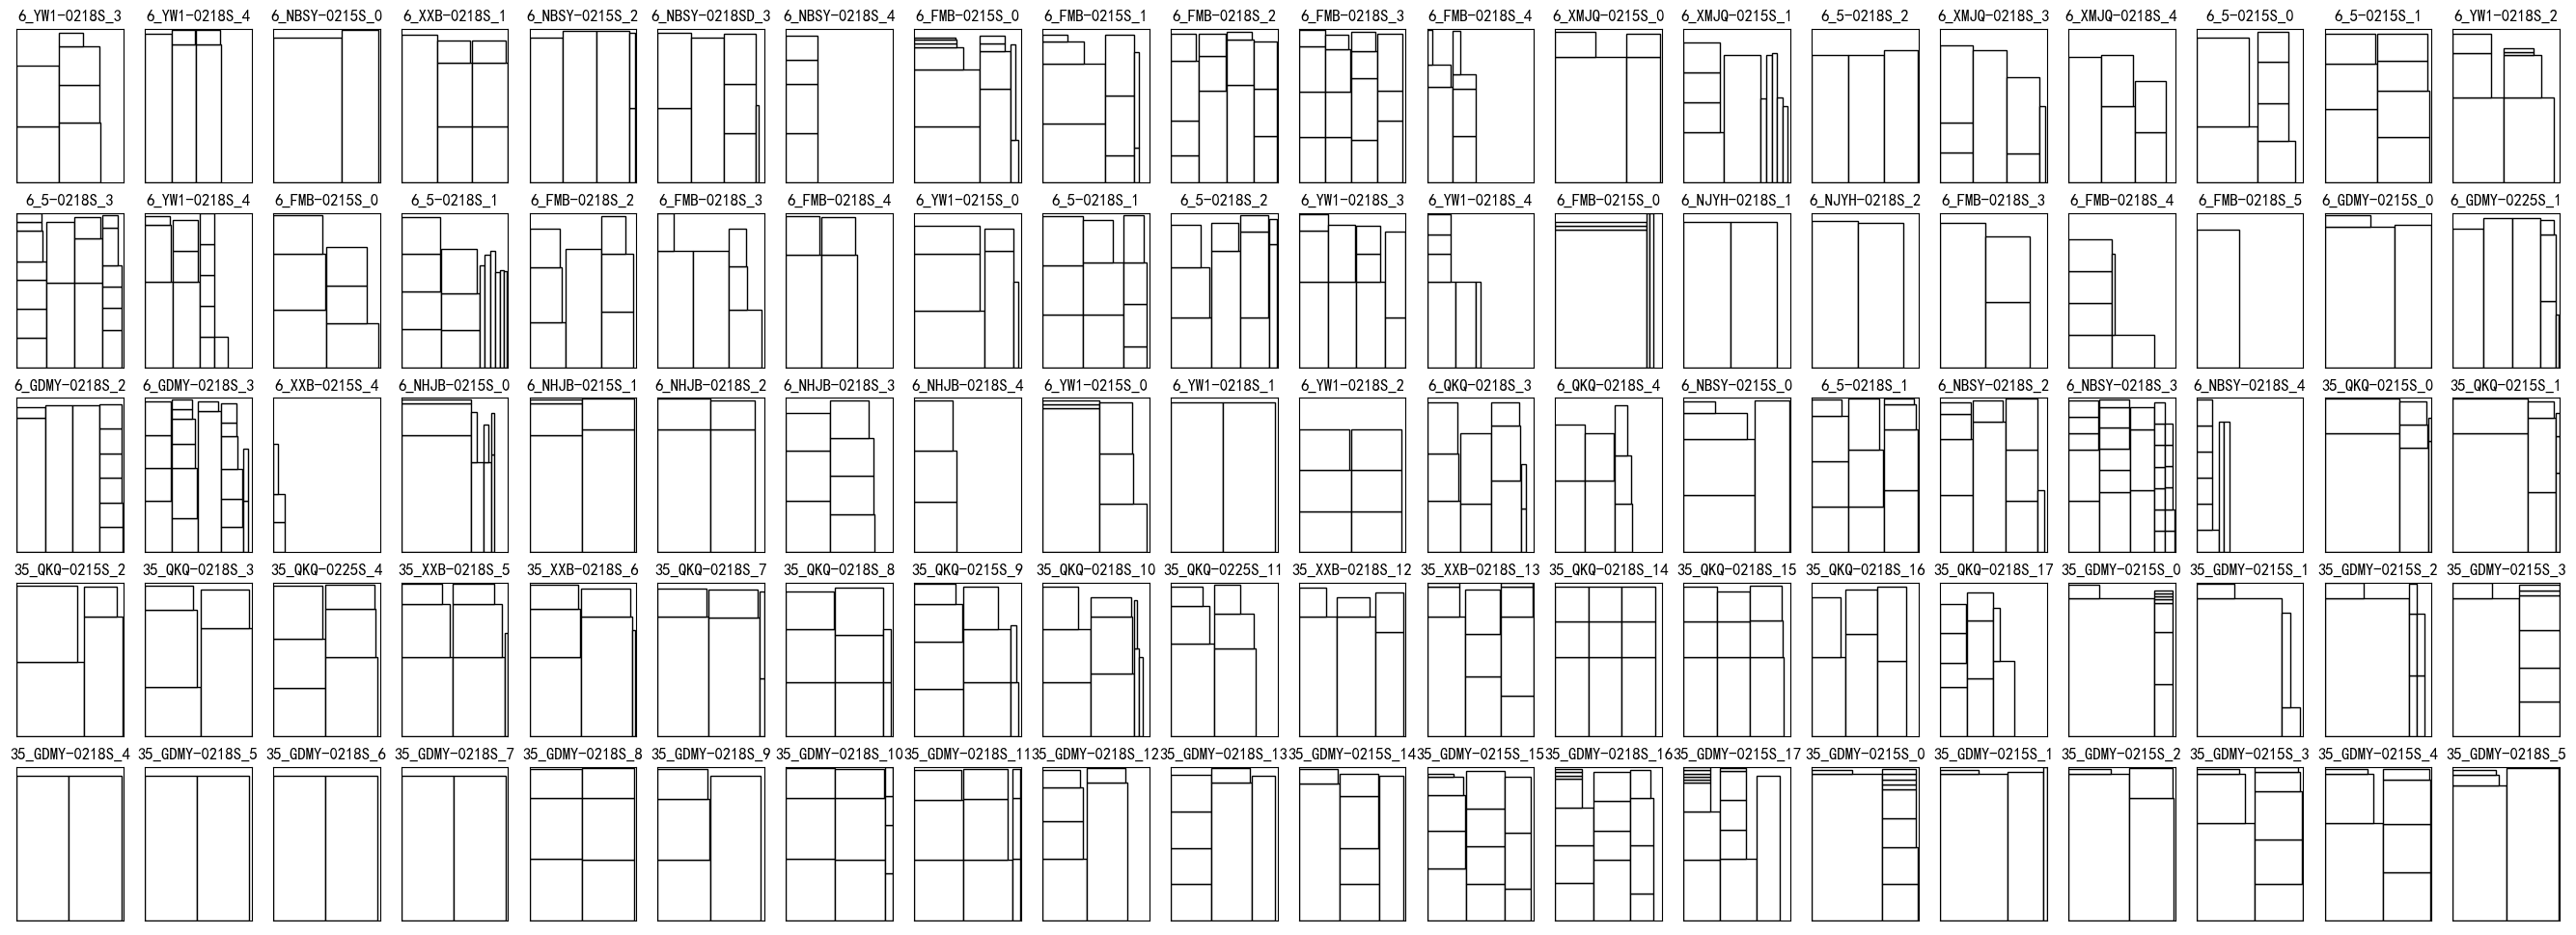 6_YW1-0218S_3 6_YW1-0218S_4 6_NBSY-0215S_0 6_XXB-0218S_1 6_NBSY-0215S_2 6_NBSY-0218SD_3 6_NBSY-0218S_4 6_FMB-0215S_0 6_FMB-0215S_1 6_FMB-0218S_2 6_FMB-0218S_3 6_FMB-0218S_4 6_XMJQ-0215S_0 6_XMJQ-0215S_1 6_5-0218S_2 6_XMJQ-0218S_3 6_XMJQ-0218S_4 6_5-0215S_0 6_5-0215S_1 6_YW1-0218S_2
6_5-0218S_3 6_YW1-0218S_4 6_FMB-0215S_0 6_5-0218S_1 6_FMB-0218S_2 6_FMB-0218S_3 6_FMB-0218S_4 6_YW1-0215S_0 6_5-0218S_1 6_5-0218S_2 6_YW1-0218S_3 6_YW1-0218S_4 6_FMB-0215S_0 6_NJYH-0218S_1 6_NJYH-0218S_2 6_FMB-0218S_3 6_FMB-0218S_4 6_FMB-0218S_5 6_GDMY-0215S_0 6_GDMY-0225S_1
6_GDMY-0218S_2 6_GDMY-0218S_3 6_XXB-0215S_4 6_NHJB-0215S_0 6_NHJB-0215S_1 6_NHJB-0218S_2 6_NHJB-0218S_3 6_NHJB-0218S_4 6_YW1-0215S_0 6_YW1-0218S_1 6_YW1-0218S_2 6_QKQ-0218S_3 6_QKQ-0218S_4 6_NBSY-0215S_0 6_5-0218S_1 6_NBSY-0218S_2 6_NBSY-0218S_3 6_NBSY-0218S_4 35_QKQ-0215S_0 35_QKQ-0215S_1
35_QKQ-0215S_2 35_QKQ-0218S_3 35_QKQ-0225S_4 35_XXB-0218S_5 35_XXB-0218S_6 35_QKQ-0218S_7 35_QKQ-0218S_8 35_QKQ-0215S_9 35_QKQ-0218S_10 35_QKQ-0225S_11 35_XXB-0218S_12 35_XXB-0218S_13 35_QKQ-0218S_14 35_QKQ-0218S_15 35_QKQ-0218S_16 35_QKQ-0218S_17 35_GDMY-0215S_0 35_GDMY-0215S_1 35_GDMY-0215S_2 35_GDMY-0215S_3
35_GDMY-0218S_4 35_GDMY-0218S_5 35_GDMY-0218S_6 35_GDMY-0218S_7 35_GDMY-0218S_8 35_GDMY-0218S_9 35_GDMY-0218S_10 35_GDMY-0218S_11 35_GDMY-0218S_12 35_GDMY-0218S_13 35_GDMY-0215S_14 35_GDMY-0215S_15 35_GDMY-0218S_16 35_GDMY-0215S_17 35_GDMY-0215S_0 35_GDMY-0215S_1 35_GDMY-0215S_2 35_GDMY-0215S_3 35_GDMY-0215S_4 35_GDMY-0218S_5